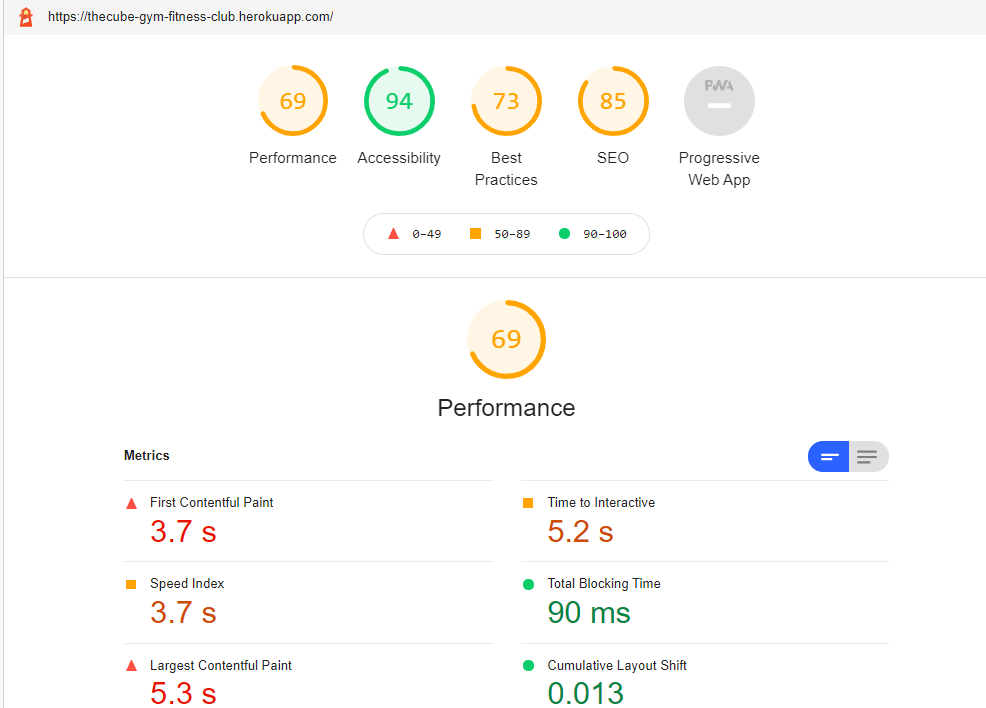 https://thecube-gym-fitness-club.herokuapp.com/
69
94
73
85
PWA
Performance
Accessibility
Best
Practices
SEO
Progressive
Web App
0–49
50–89
90–100
69
Performance
Metrics
First Contentful Paint
3.7 s
Time to Interactive
5.2 s
Speed Index
3.7 s
Total Blocking Time
90 ms
Largest Contentful Paint
5.3 s
Cumulative Layout Shift
0.013